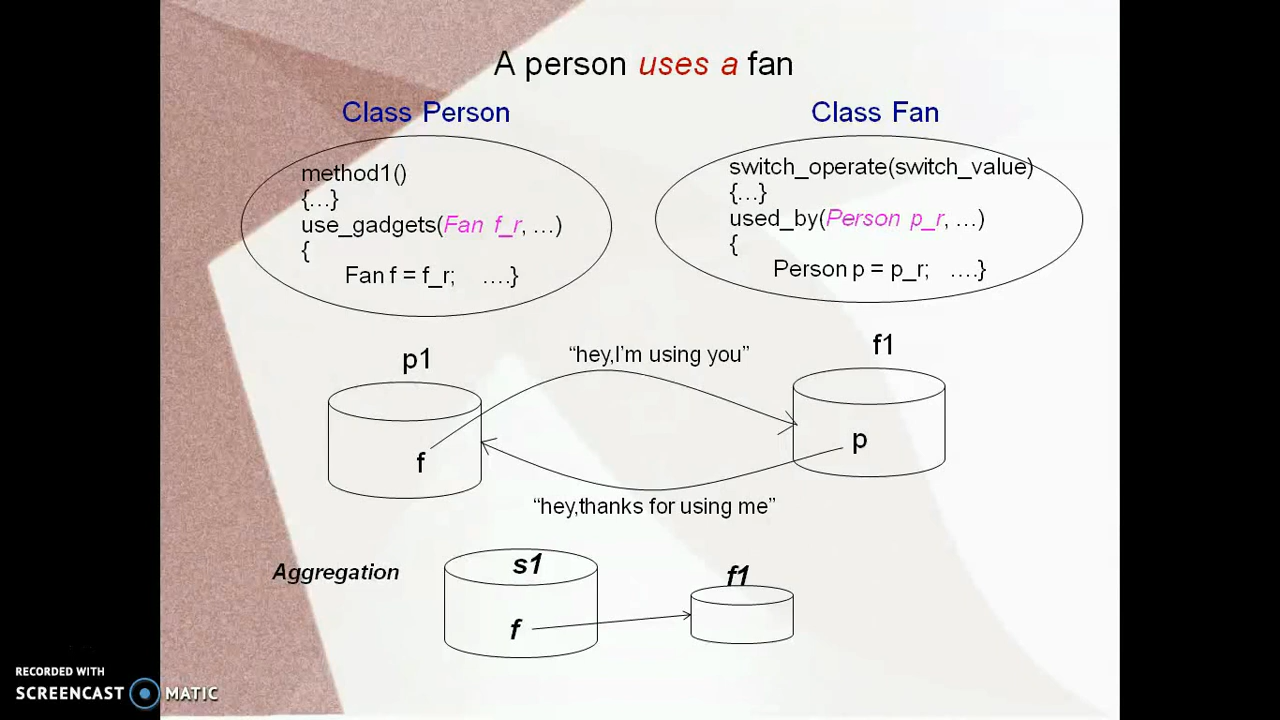 A person uses a fan
Class Person
Class Fan
method1()
{...}
use_gadgets(Fan f_r, ...)
{
Fan f = f_r; ....}
switch_operate(switch_value)
{...}
used_by(Person p_r, ...)
{
Person p = p_r; ....}
p1
"hey,I'm using you"
f1
f
p
"hey,thanks for using me"
Aggregation
s1
f1
f
RECORDED WITH
SCREENCAST MATIC